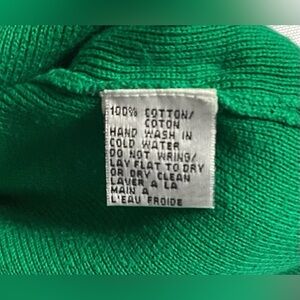 100% COTTON/
COTON
HAND WASH IN
COLD WATER
DO NOT WRING/
LAY FLAT TO DRY
OR DRY CLEAN
LAVER A LA
MAIN A
L'EAU FROIDE